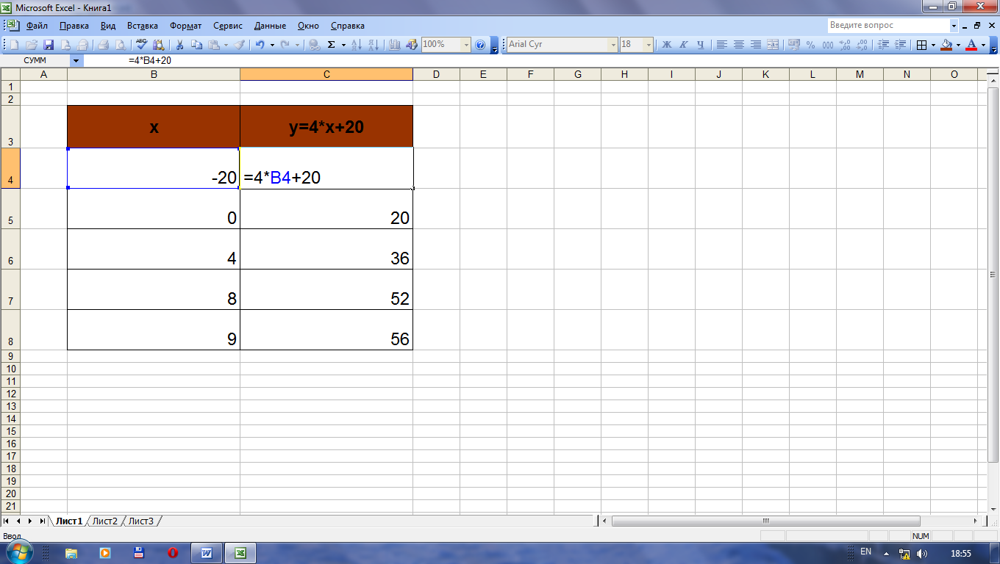 Microsoft Excel - Книга1
Файл Правка Вид Вставка Формат Сервис Данные Окно Справка Введите вопрос
100% Arial Cyr 18 Ж К Ч
СУММ =4*B4+20
A B C D E F G H I J K L M N O
1
2
3 x y=4*x+20
4 -20 =4*B4+20
5 0 20
6 4 36
7 8 52
8 9 56
9
10
11
12
13
14
15
16
17
18
19
20
21
Лист1 Лист2 Лист3
Ввод NUM
EN 18:55